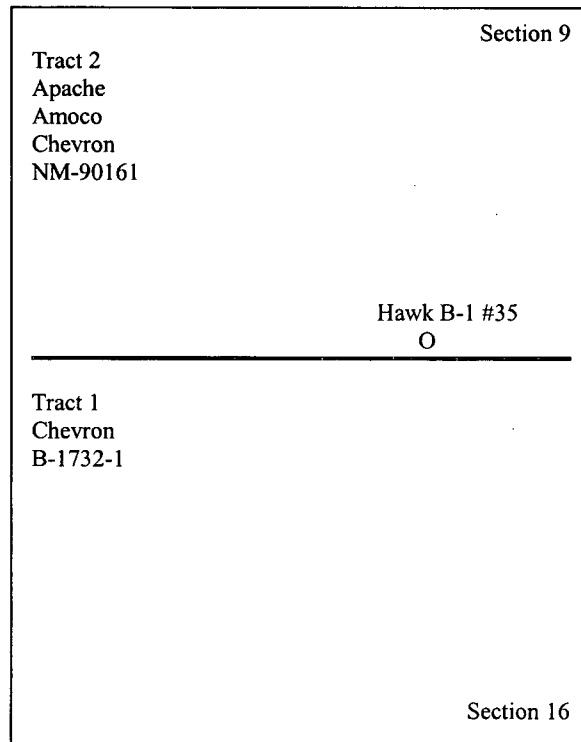 Section 9
Tract 2
Apache
Amoco
Chevron
NM-90161
Hawk B-1 #35
O
Tract 1
Chevron
B-1732-1
Section 16